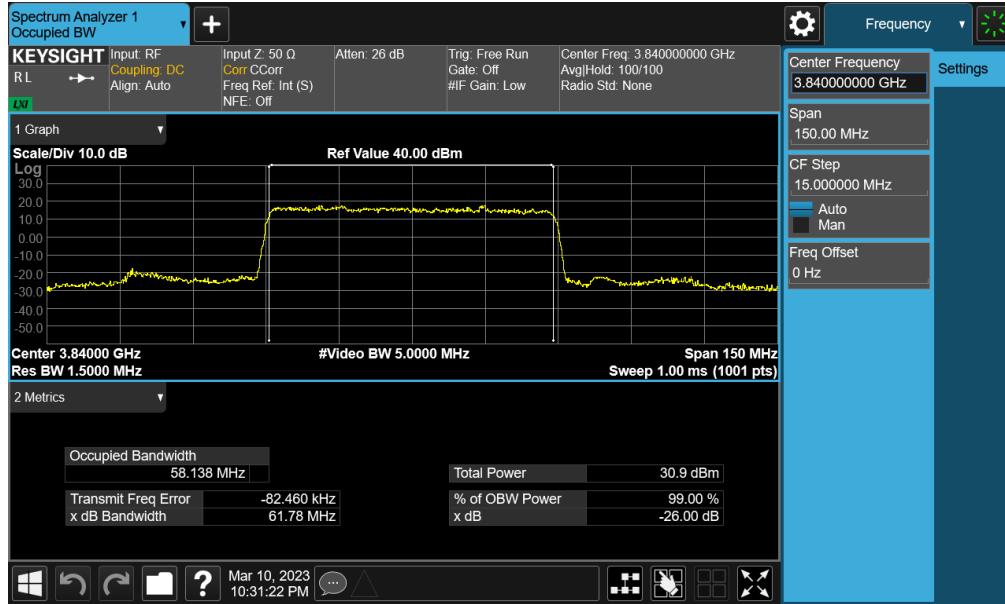 Spectrum Analyzer 1
Occupied BW
+
Frequency
KEYSIGHT
R L
LXI
Input: RF
Coupling: DC
Align: Auto
Input Z: 50 Ω
Corr CCorr
Freq Ref: Int (S)
NFE: Off
Atten: 26 dB
Trig: Free Run
Gate: Off
#IF Gain: Low
Center Freq: 3.840000000 GHz
Avg|Hold: 100/100
Radio Std: None
Center Frequency
3.840000000 GHz
Settings
Span
150.00 MHz
CF Step
15.000000 MHz
Auto
Man
Freq Offset
0 Hz
1 Graph
Scale/Div 10.0 dB
Ref Value 40.00 dBm
Log
30.0
20.0
10.0
0.00
-10.0
-20.0
-30.0
-40.0
-50.0
Center 3.84000 GHz
#Video BW 5.0000 MHz
Span 150 MHz
Res BW 1.5000 MHz
Sweep 1.00 ms (1001 pts)
2 Metrics
Occupied Bandwidth
58.138 MHz
Total Power 30.9 dBm
Transmit Freq Error -82.460 kHz
% of OBW Power 99.00 %
x dB Bandwidth 61.78 MHz
x dB -26.00 dB
?
Mar 10, 2023
10:31:22 PM